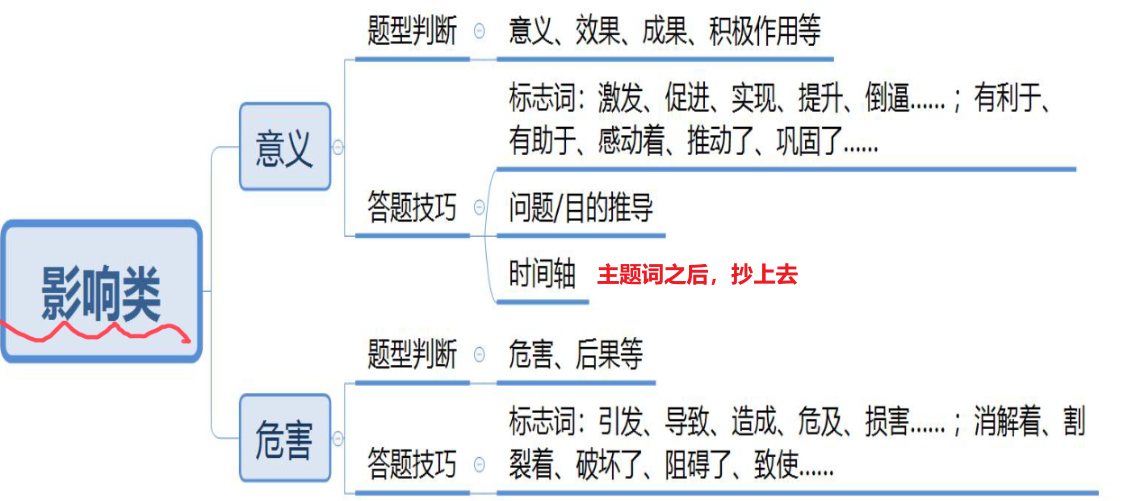 影响类
意义
题型判断
意义、效果、成果、积极作用等
答题技巧
标志词：激发、促进、实现、提升、倒逼......；有利于、
有助于、感动着、推动了、巩固了......
问题/目的推导
时间轴
主题词之后，抄上去
危害
题型判断
危害、后果等
答题技巧
标志词：引发、导致、造成、危及、损害......；消解着、割
裂着、破坏了、阻碍了、致使......